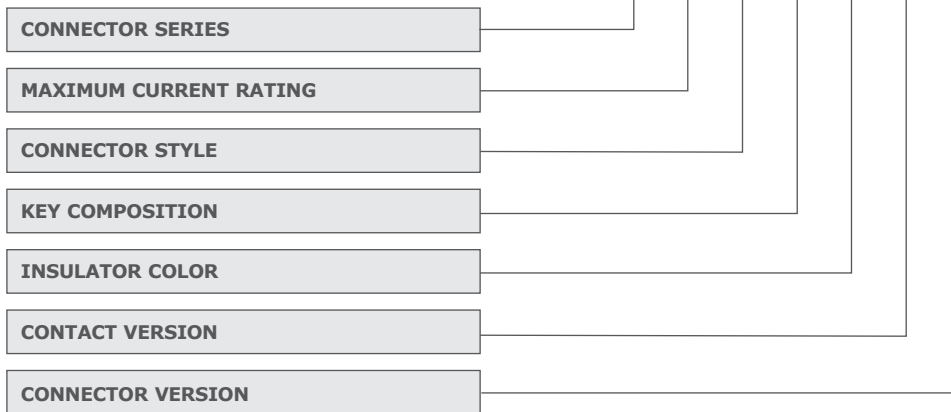 CONNECTOR SERIES
MAXIMUM CURRENT RATING
CONNECTOR STYLE
KEY COMPOSITION
INSULATOR COLOR
CONTACT VERSION
CONNECTOR VERSION